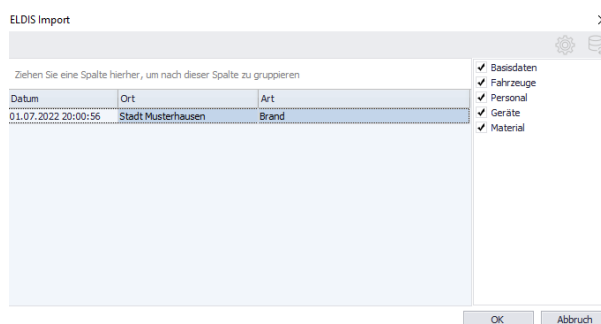 ELDIS Import
Ziehen Sie eine Spalte hierher, um nach dieser Spalte zu gruppieren
Datum Ort Art
01.07.2022 20:00:56 Stadt Musterhausen Brand
Basisdaten
Fahrzeuge
Personal
Geräte
Material
OK Abbruch